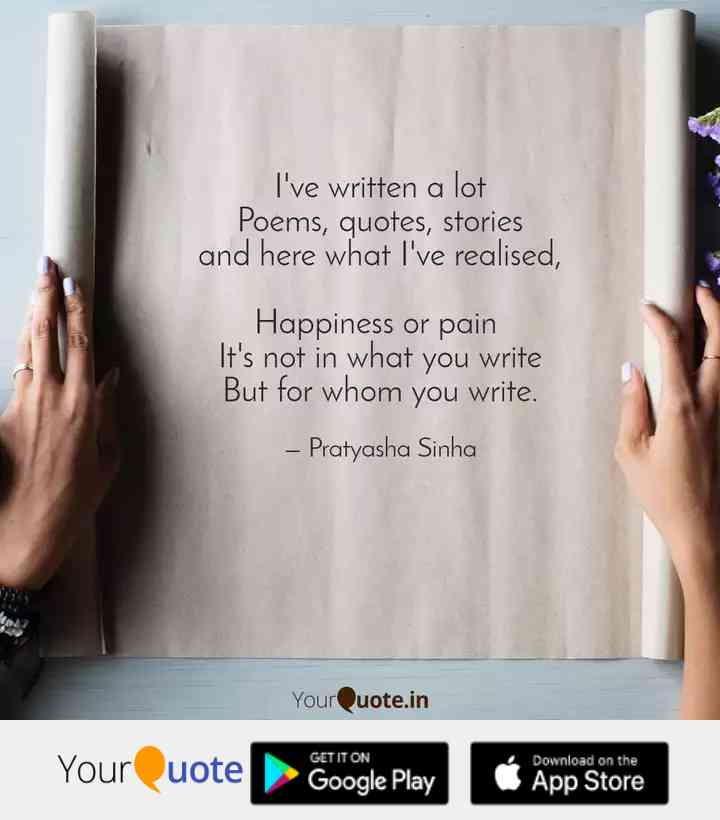 I've written a lot
Poems, quotes, stories
and here what I've realised,
Happiness or pain
It's not in what you write
But for whom you write.
– Pratyasha Sinha
YourQuote.in
YourQuote
GET IT ON
Google Play
Download on the
App Store